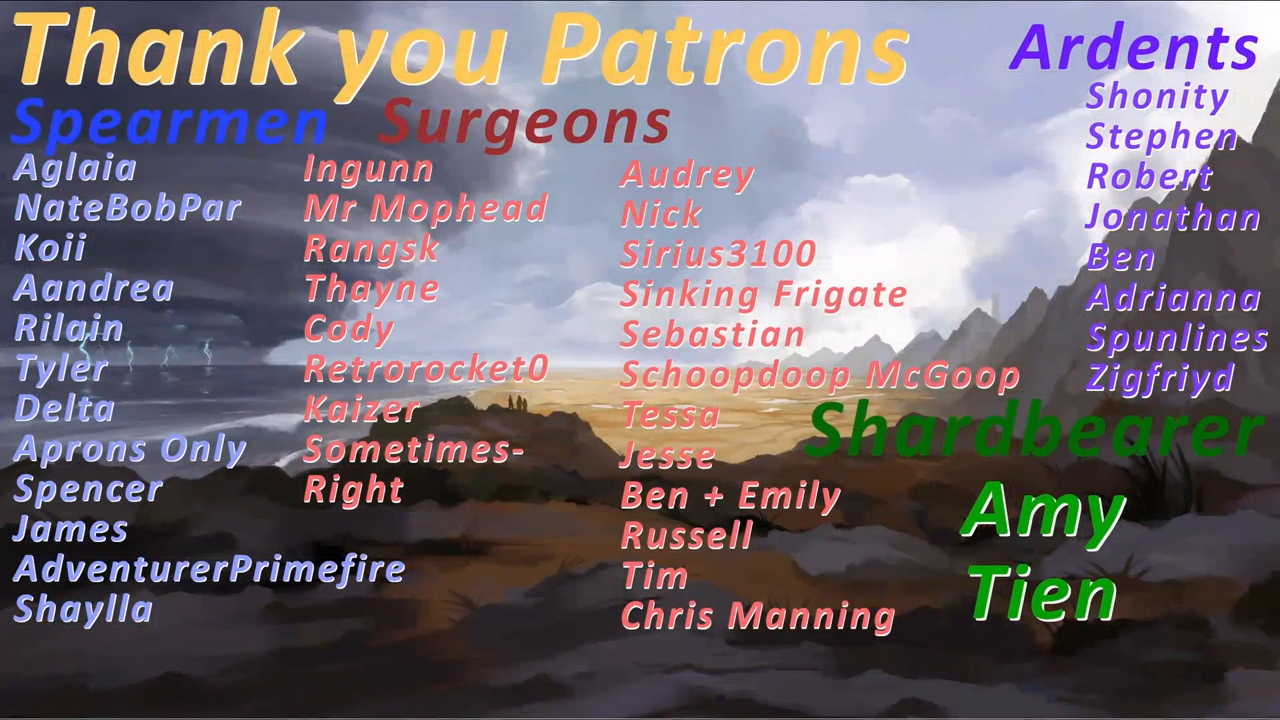 Thank you Patrons
Spearmen
Aglaia
NateBobPar
Koii
Aandrea
Rilain
Tyler
Delta
Aprons Only
Spencer
James
AdventurerPrimefire
Shaylla
Surgeons
Ingunn
Mr Mophead
Rangsk
Thayne
Cody
Retrorocket0
Kaizer
Sometimes-
Right
Audrey
Nick
Sirius3100
Sinking Frigate
Sebastian
Schoopdoop McGoop
Tessa
Jesse
Ben + Emily
Russell
Tim
Chris Manning
Ardents
Shonity
Stephen
Robert
Jonathan
Ben
Adrianna
Spunlines
Zigfriyd
Shardbearer
Amy
Tien